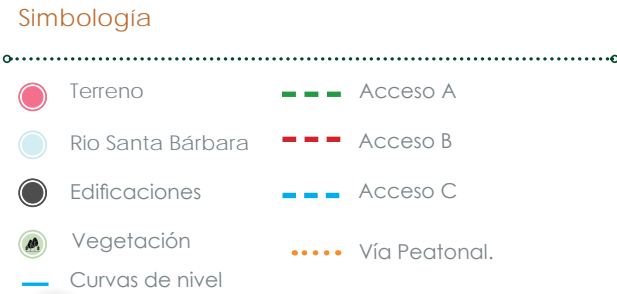 Simbología
Terreno
Rio Santa Bárbara
Edificaciones
Vegetación
Curvas de nivel
Acceso A
Acceso B
Acceso C
Vía Peatonal.